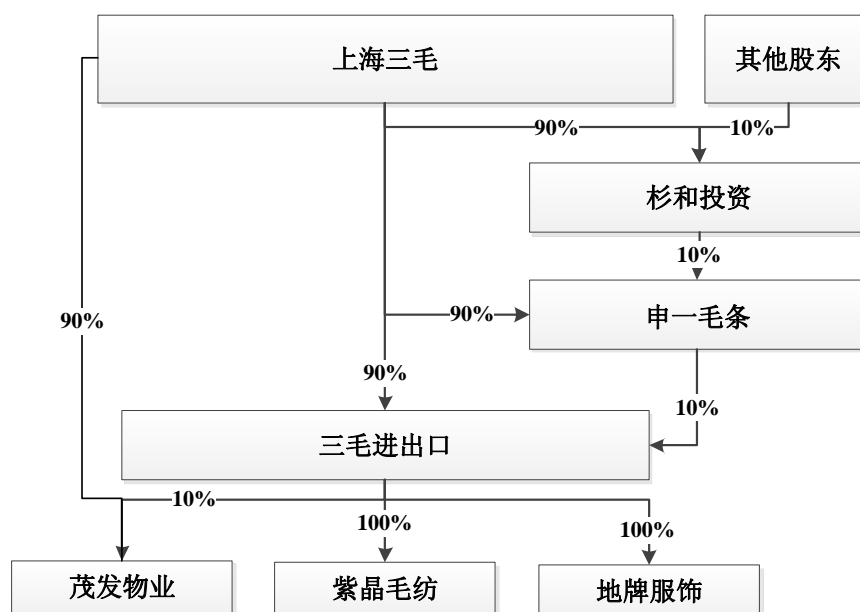 上海三毛
其他股东
90%
10%
杉和投资
10%
申一毛条
90%
90%
90%
10%
三毛进出口
10%
100%
100%
茂发物业
紫晶毛纺
地牌服饰